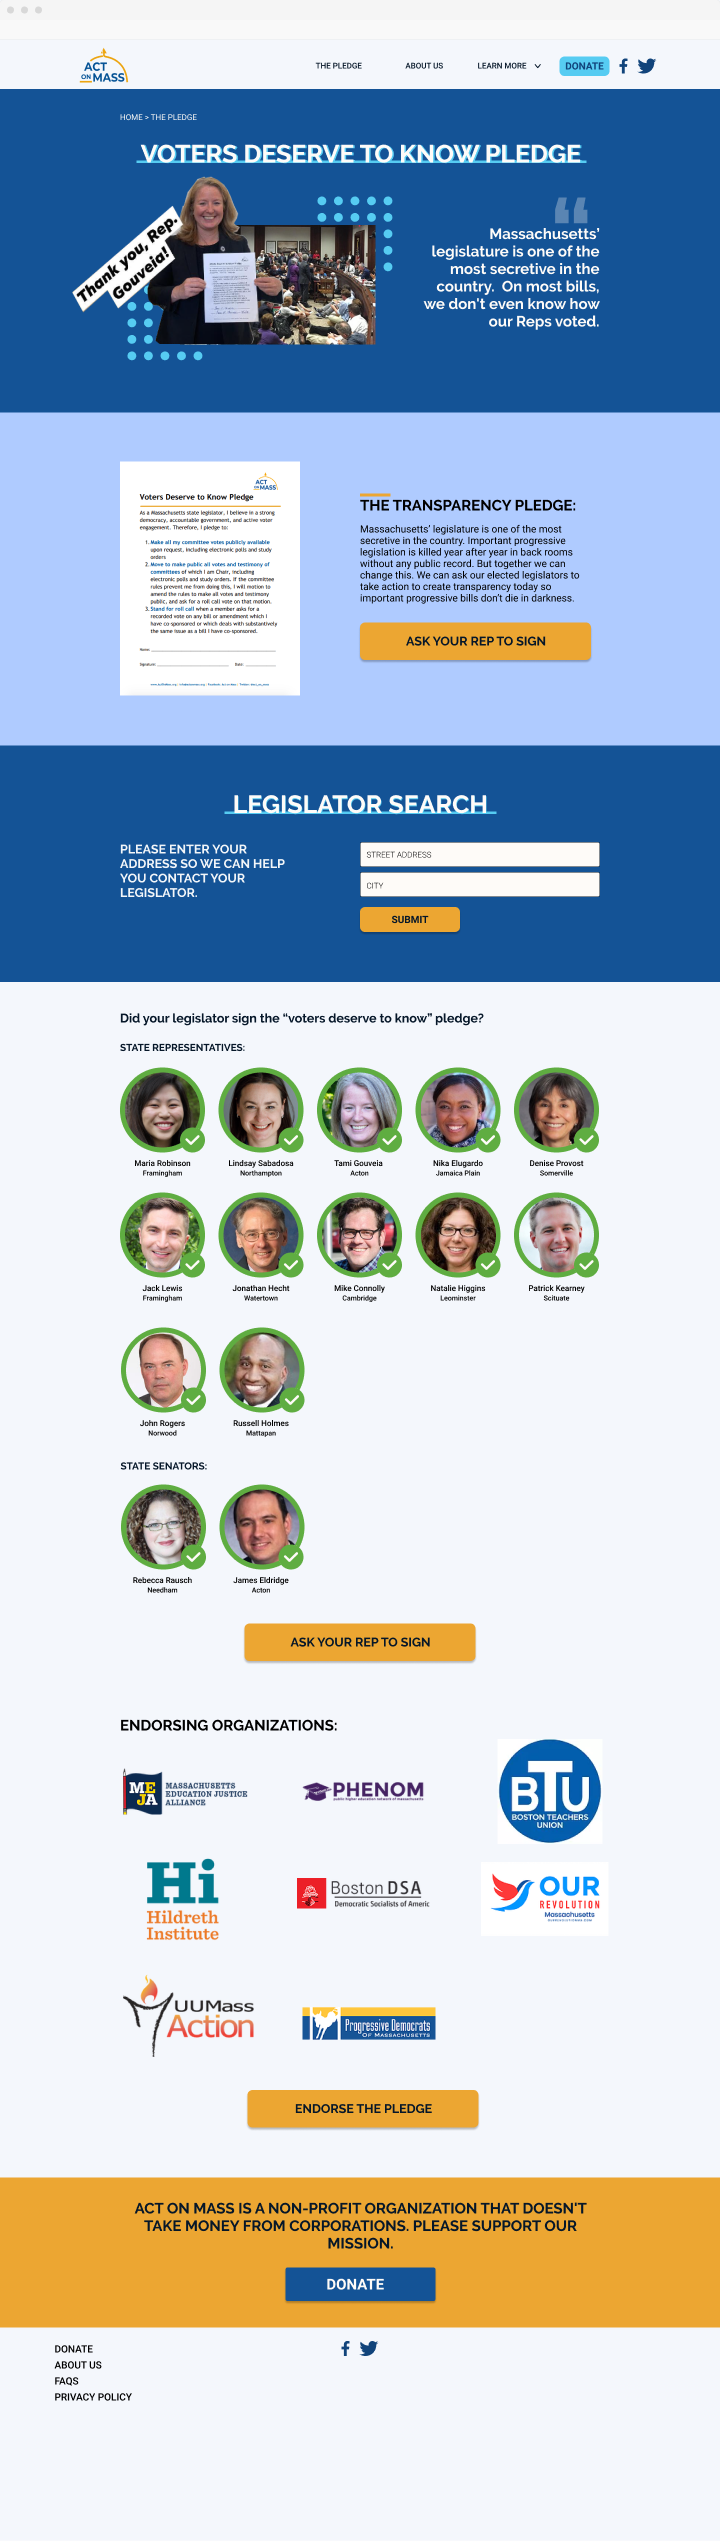 ACT
ON MASS
THE PLEDGE
ABOUT US
LEARN MORE
DONATE
HOME > THE PLEDGE
VOTERS DESERVE TO KNOW PLEDGE
Thank you, Rep.
Gouveia!
“
Massachusetts'
legislature is one of the
most secretive in the
country. On most bills,
we don't even know how
our Reps voted.
ACT
ON MASS
Voters Deserve to Know Pledge
As a Massachusetts state legislator, I believe in a strong
democracy, accountable government, and active voter
engagement. Therefore, I pledge to:
1. Make all my committee votes publicly available
upon request, including electronic polls and study
orders
2. Move to make public all votes and testimony of
committees of which I am Chair, including
electronic polls and study orders. If the committee
rules prevent me from doing this, I will motion to
amend the rules to make all votes and testimony
public, and ask for a roll call vote on that motion.
3. Stand for roll call when a member asks for a
recorded vote on any bill or amendment which I
have co-sponsored or which deals with substantively
the same issue as a bill I have co-sponsored.
Name:
Signature:
Date:
THE TRANSPARENCY PLEDGE:
Massachusetts' legislature is one of the most
secretive in the country. Important progressive
legislation is killed year after year in back rooms
without any public record. But together we can
change this. We can ask our elected legislators to
take action to create transparency today so
important progressive bills don't die in darkness.
ASK YOUR REP TO SIGN
LEGISLATOR SEARCH
PLEASE ENTER YOUR
ADDRESS SO WE CAN HELP
YOU CONTACT YOUR
LEGISLATOR.
STREET ADDRESS
CITY
SUBMIT
Did your legislator sign the “voters deserve to know” pledge?
STATE REPRESENTATIVES:
Maria Robinson
Framingham
Lindsay Sabadosa
Northampton
Tami Gouveia
Acton
Nika Elugardo
Jamaica Plain
Denise Provost
Somerville
Jack Lewis
Framingham
Jonathan Hecht
Watertown
Mike Connolly
Cambridge
Natalie Higgins
Leominster
Patrick Kearney
Scituate
John Rogers
Norwood
Russell Holmes
Mattapan
STATE SENATORS:
Rebecca Rausch
Needham
James Eldridge
Acton
ASK YOUR REP TO SIGN
ENDORSING ORGANIZATIONS:
MEJA
MASSACHUSETTS
EDUCATION JUSTICE
ALLIANCE
PHENOM
public higher education network of massachusetts
BTU
BOSTON TEACHERS
UNION
Hi
Hildreth
Institute
Boston DSA
Democratic Socialists of Americ
OUR
REVOLUTION
Massachusetts
OURREVOLUTIONMA.COM
UUMass
Action
Progressive Democrats
OF MASSACHUSETTS
ENDORSE THE PLEDGE
ACT ON MASS IS A NON-PROFIT ORGANIZATION THAT DOESN'T
TAKE MONEY FROM CORPORATIONS. PLEASE SUPPORT OUR
MISSION.
DONATE
DONATE
ABOUT US
FAQS
PRIVACY POLICY